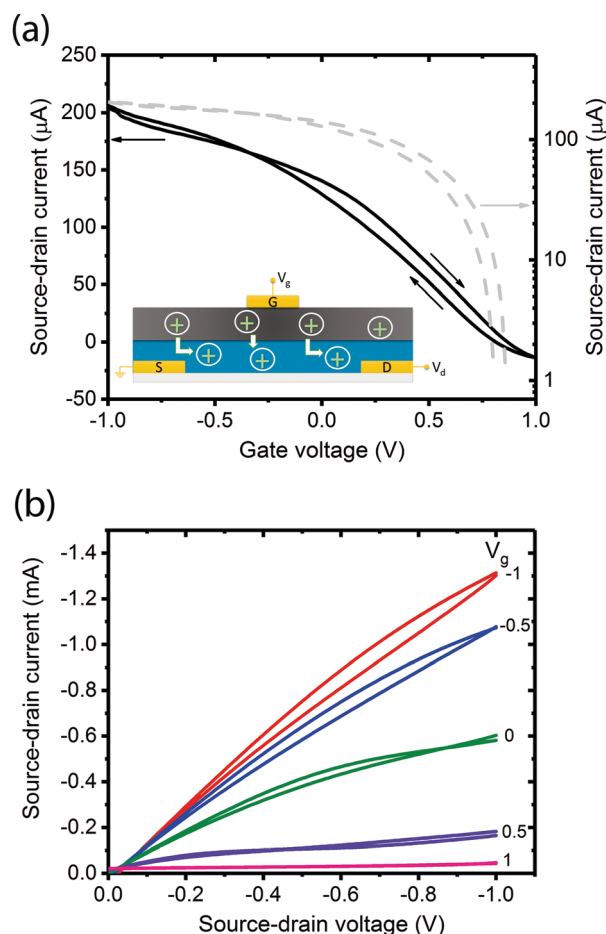 (a)
250
200
150
100
50
0
-50
Source-drain current (μA)
100
10
1
Source-drain current (μA)
-1.0 -0.5 0.0 0.5 1.0
Gate voltage (V)
Vg
G
+ + + +
+ + +
S D
Vd
(b)
-1.4
-1.2
-1.0
-0.8
-0.6
-0.4
-0.2
0.0
Source-drain current (mA)
Vg
-1
-0.5
0
0.5
1
0.0 -0.2 -0.4 -0.6 -0.8 -1.0
Source-drain voltage (V)